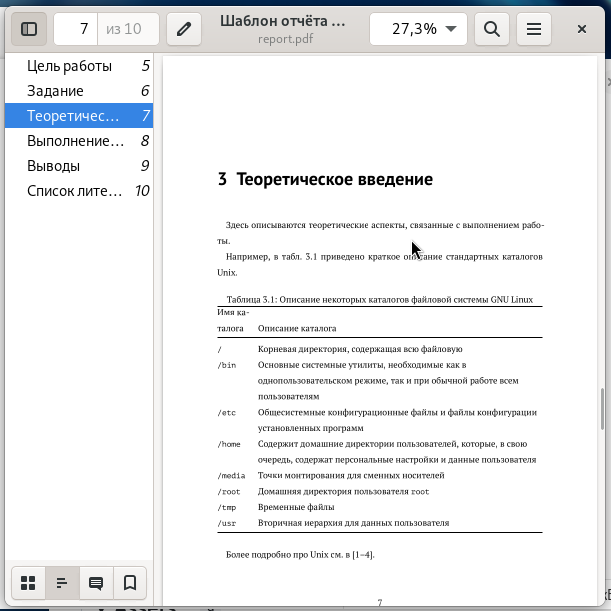 7
из 10
Шаблон отчёта ...
report.pdf
27,3%
Цель работы 5
Задание 6
Теоретичес... 7
Выполнение... 8
Выводы 9
Список лите... 10
3 Теоретическое введение
Здесь описываются теоретические аспекты, связанные с выполнением рабо-
ты.
Например, в табл. 3.1 приведено краткое описание стандартных каталогов
Unix.
Таблица 3.1: Описание некоторых каталогов файловой системы GNU Linux
Имя ка-
талога Описание каталога
/ Корневая директория, содержащая всю файловую
/bin Основные системные утилиты, необходимые как в
однопользовательском режиме, так и при обычной работе всем
пользователям
/etc Общесистемные конфигурационные файлы и файлы конфигурации
установленных программ
/home Содержит домашние директории пользователей, которые, в свою
очередь, содержат персональные настройки и данные пользователя
/media Точки монтирования для сменных носителей
/root Домашняя директория пользователя root
/tmp Временные файлы
/usr Вторичная иерархия для данных пользователя
Более подробно про Unix см. в [1–4].
7